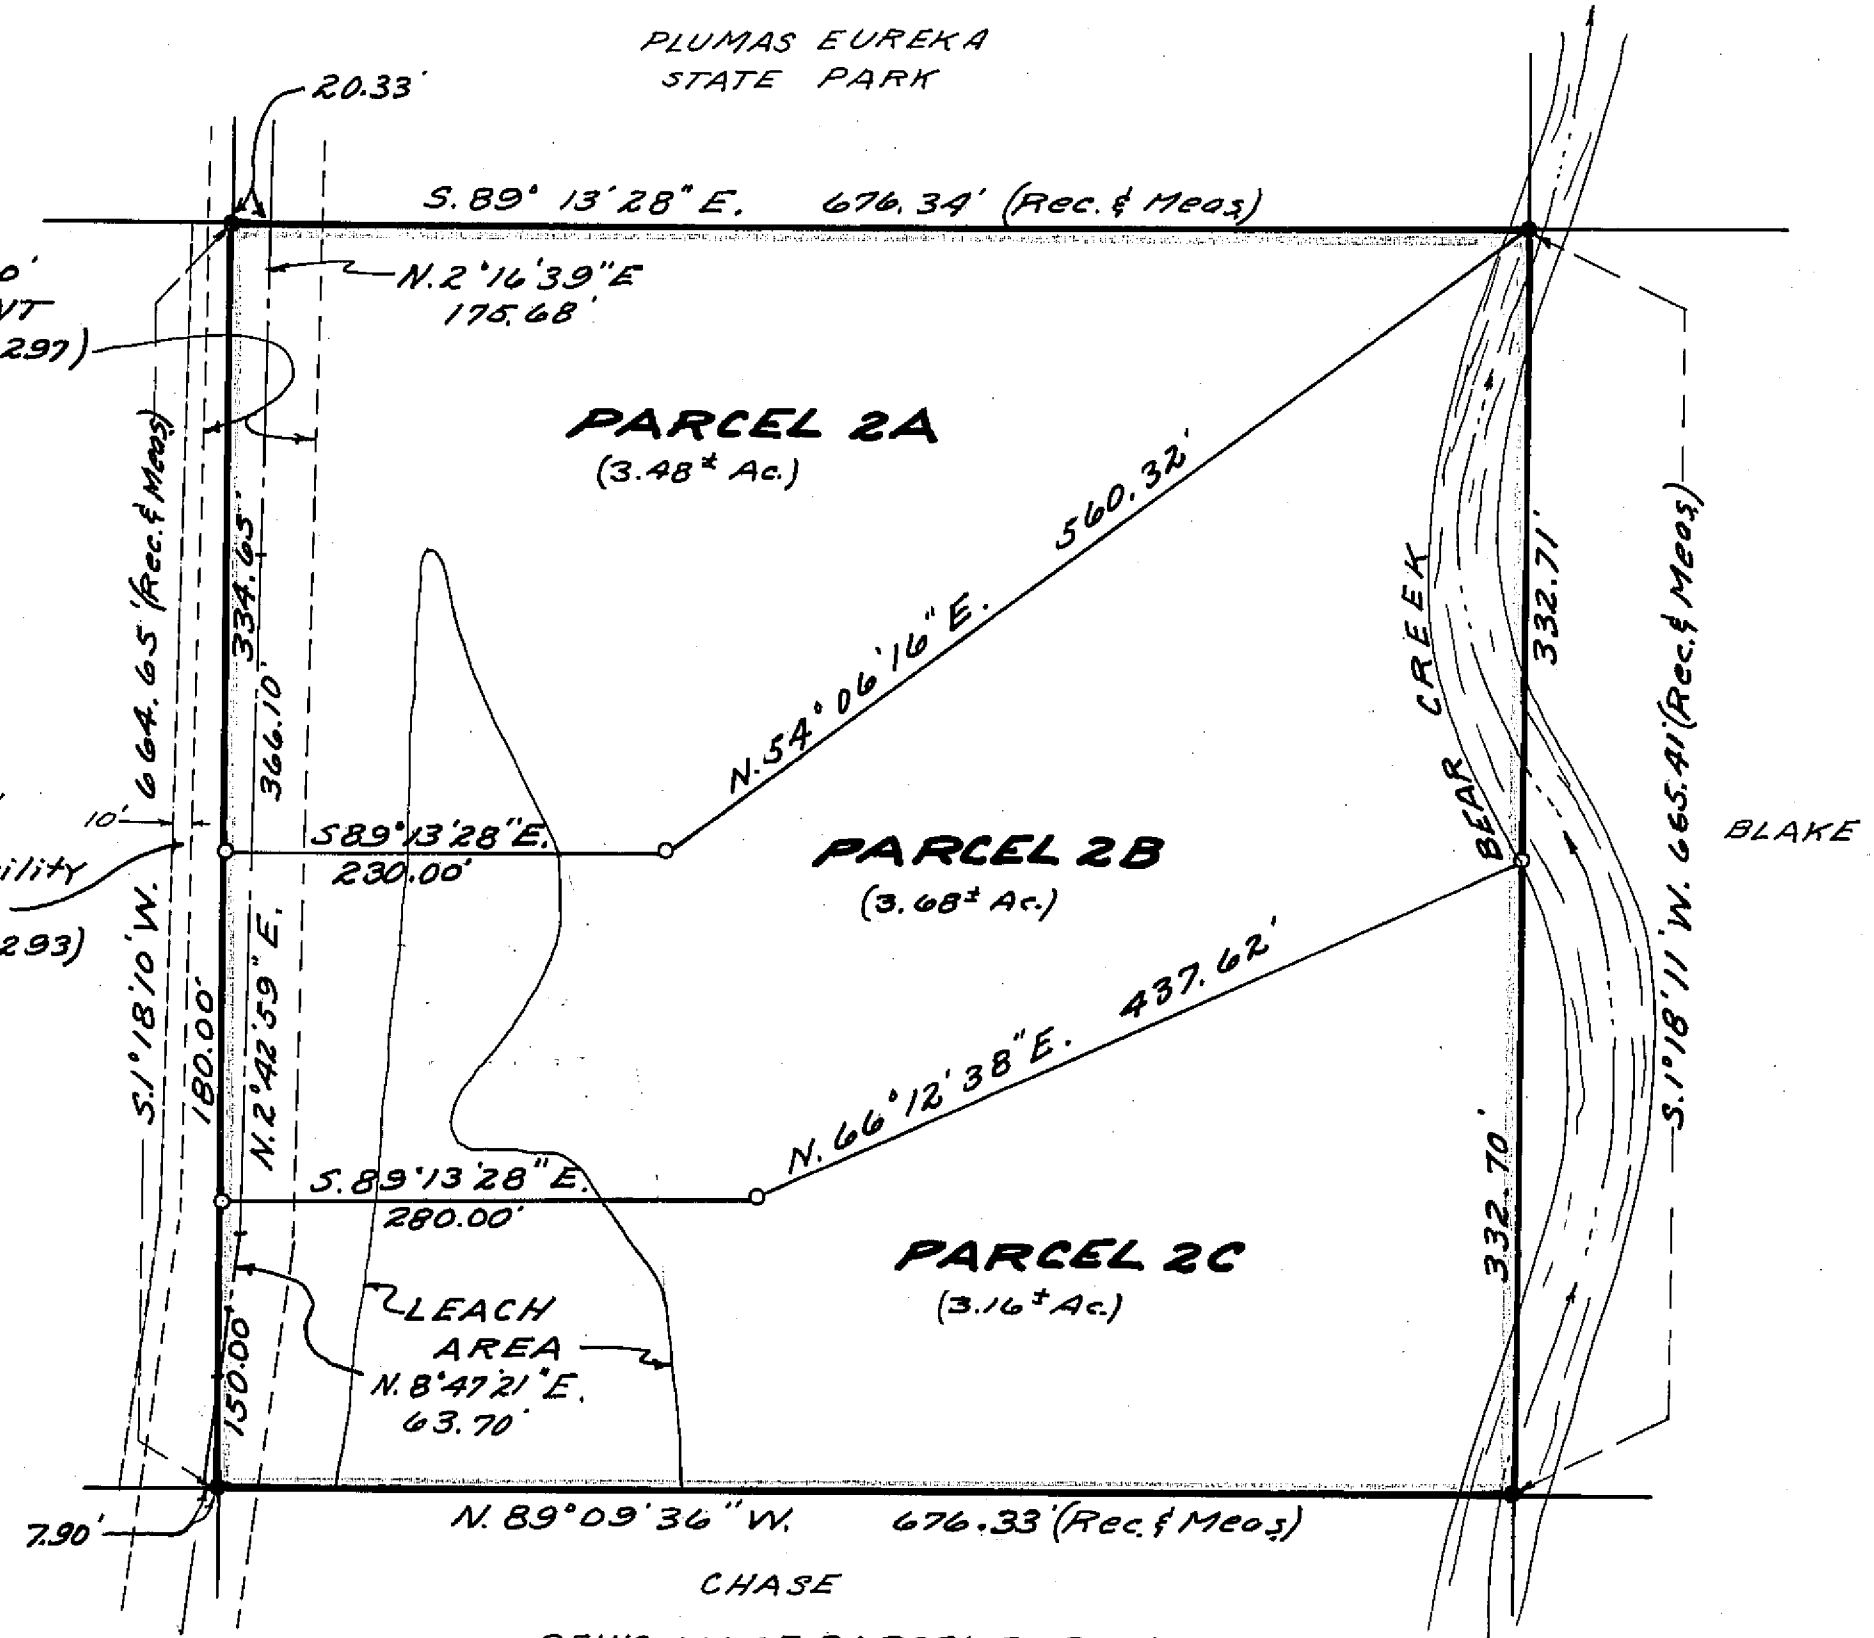 PLUMAS EUREKA
STATE PARK
20.33'
S. 89° 13' 28" E. 676.34' (Rec. & Meas)
N. 2° 16' 39" E
175.68'
297)
PARCEL 2A
(3.48± Ac.)
560.32'
N. 54° 06' 16" E.
334.65'
366.10'
S. 1° 18' 10" W. 664.65' (Rec. & Meas)
10'
ility
293)
S 89° 13' 28" E.
230.00'
PARCEL 2B
(3.68± Ac.)
BEAR CREEK
332.71'
S. 1° 18' 11" W. 665.41' (Rec. & Meas)
BLAKE
180.00'
N. 2° 42' 59" E.
N. 66° 12' 38" E. 437.62'
S. 89° 13' 28" E.
280.00'
PARCEL 2C
(3.16± Ac.)
332.70'
LEACH
AREA
N. 8° 47' 21" E.
63.70'
150.00'
7.90'
N. 89° 09' 36" W. 676.33' (Rec. & Meas)
CHASE